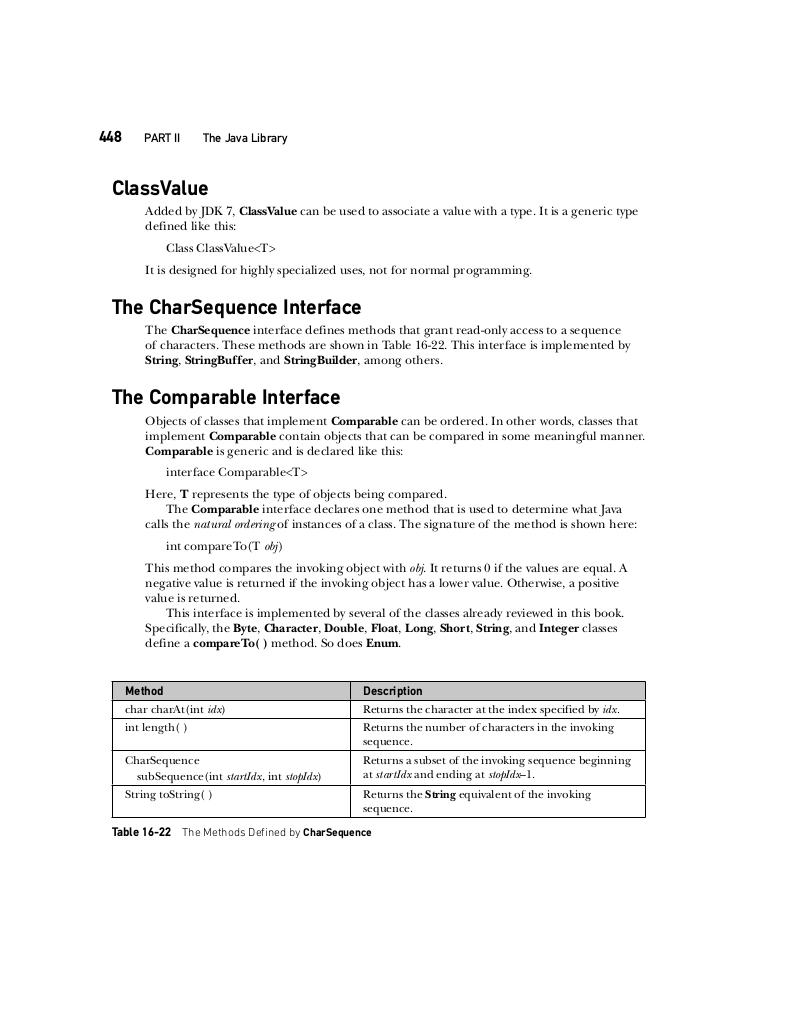 448 PART II The Java Library
ClassValue
Added by JDK 7, ClassValue can be used to associate a value with a type. It is a generic type
defined like this:
Class ClassValue<T>
It is designed for highly specialized uses, not for normal programming.
The CharSequence Interface
The CharSequence interface defines methods that grant read-only access to a sequence
of characters. These methods are shown in Table 16-22. This interface is implemented by
String, StringBuffer, and StringBuilder, among others.
The Comparable Interface
Objects of classes that implement Comparable can be ordered. In other words, classes that
implement Comparable contain objects that can be compared in some meaningful manner.
Comparable is generic and is declared like this:
interface Comparable<T>
Here, T represents the type of objects being compared.
The Comparable interface declares one method that is used to determine what Java
calls the natural ordering of instances of a class. The signature of the method is shown here:
int compareTo(T obj)
This method compares the invoking object with obj. It returns 0 if the values are equal. A
negative value is returned if the invoking object has a lower value. Otherwise, a positive
value is returned.
This interface is implemented by several of the classes already reviewed in this book.
Specifically, the Byte, Character, Double, Float, Long, Short, String, and Integer classes
define a compareTo( ) method. So does Enum.
Method Description
char charAt(int idx) Returns the character at the index specified by idx.
int length( ) Returns the number of characters in the invoking
sequence.
CharSequence Returns a subset of the invoking sequence beginning
subSequence(int startIdx, int stopIdx) at startIdx and ending at stopIdx–1.
String toString( ) Returns the String equivalent of the invoking
sequence.
Table 16-22 The Methods Defined by CharSequence